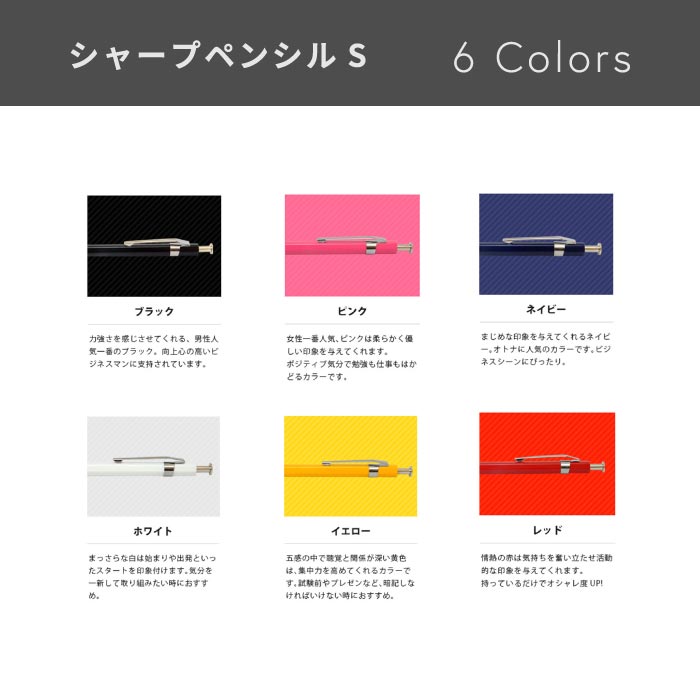 シャープペンシル S
6 Colors
ブラック
力強さを感じさせてくれる、男性人
気一番のブラック。向上心の高いビ
ジネスマンに支持されています。
ピンク
女性一番人気、ピンクは柔らかく優
しい印象を与えてくれます。
ポジティブ気分で勉強も仕事もはか
どるカラーです。
ネイビー
まじめな印象を与えてくれるネイビ
ー。オトナに人気のカラーです。ビジ
ネスシーンにぴったり。
ホワイト
まっさらな白は始まりや出発といっ
たスタートを印象付けます。気分を
一新して取り組みたい時におすす
め。
イエロー
五感の中で聴覚と関係が深い黄色
は、集中力を高めてくれるカラーで
す。試験前やプレゼンなど、暗記しな
ければいけない時におすすめ。
レッド
情熱の赤は気持ちを奮い立たせ活動
的な印象を与えてくれます。
持っているだけでオシャレ度 UP!